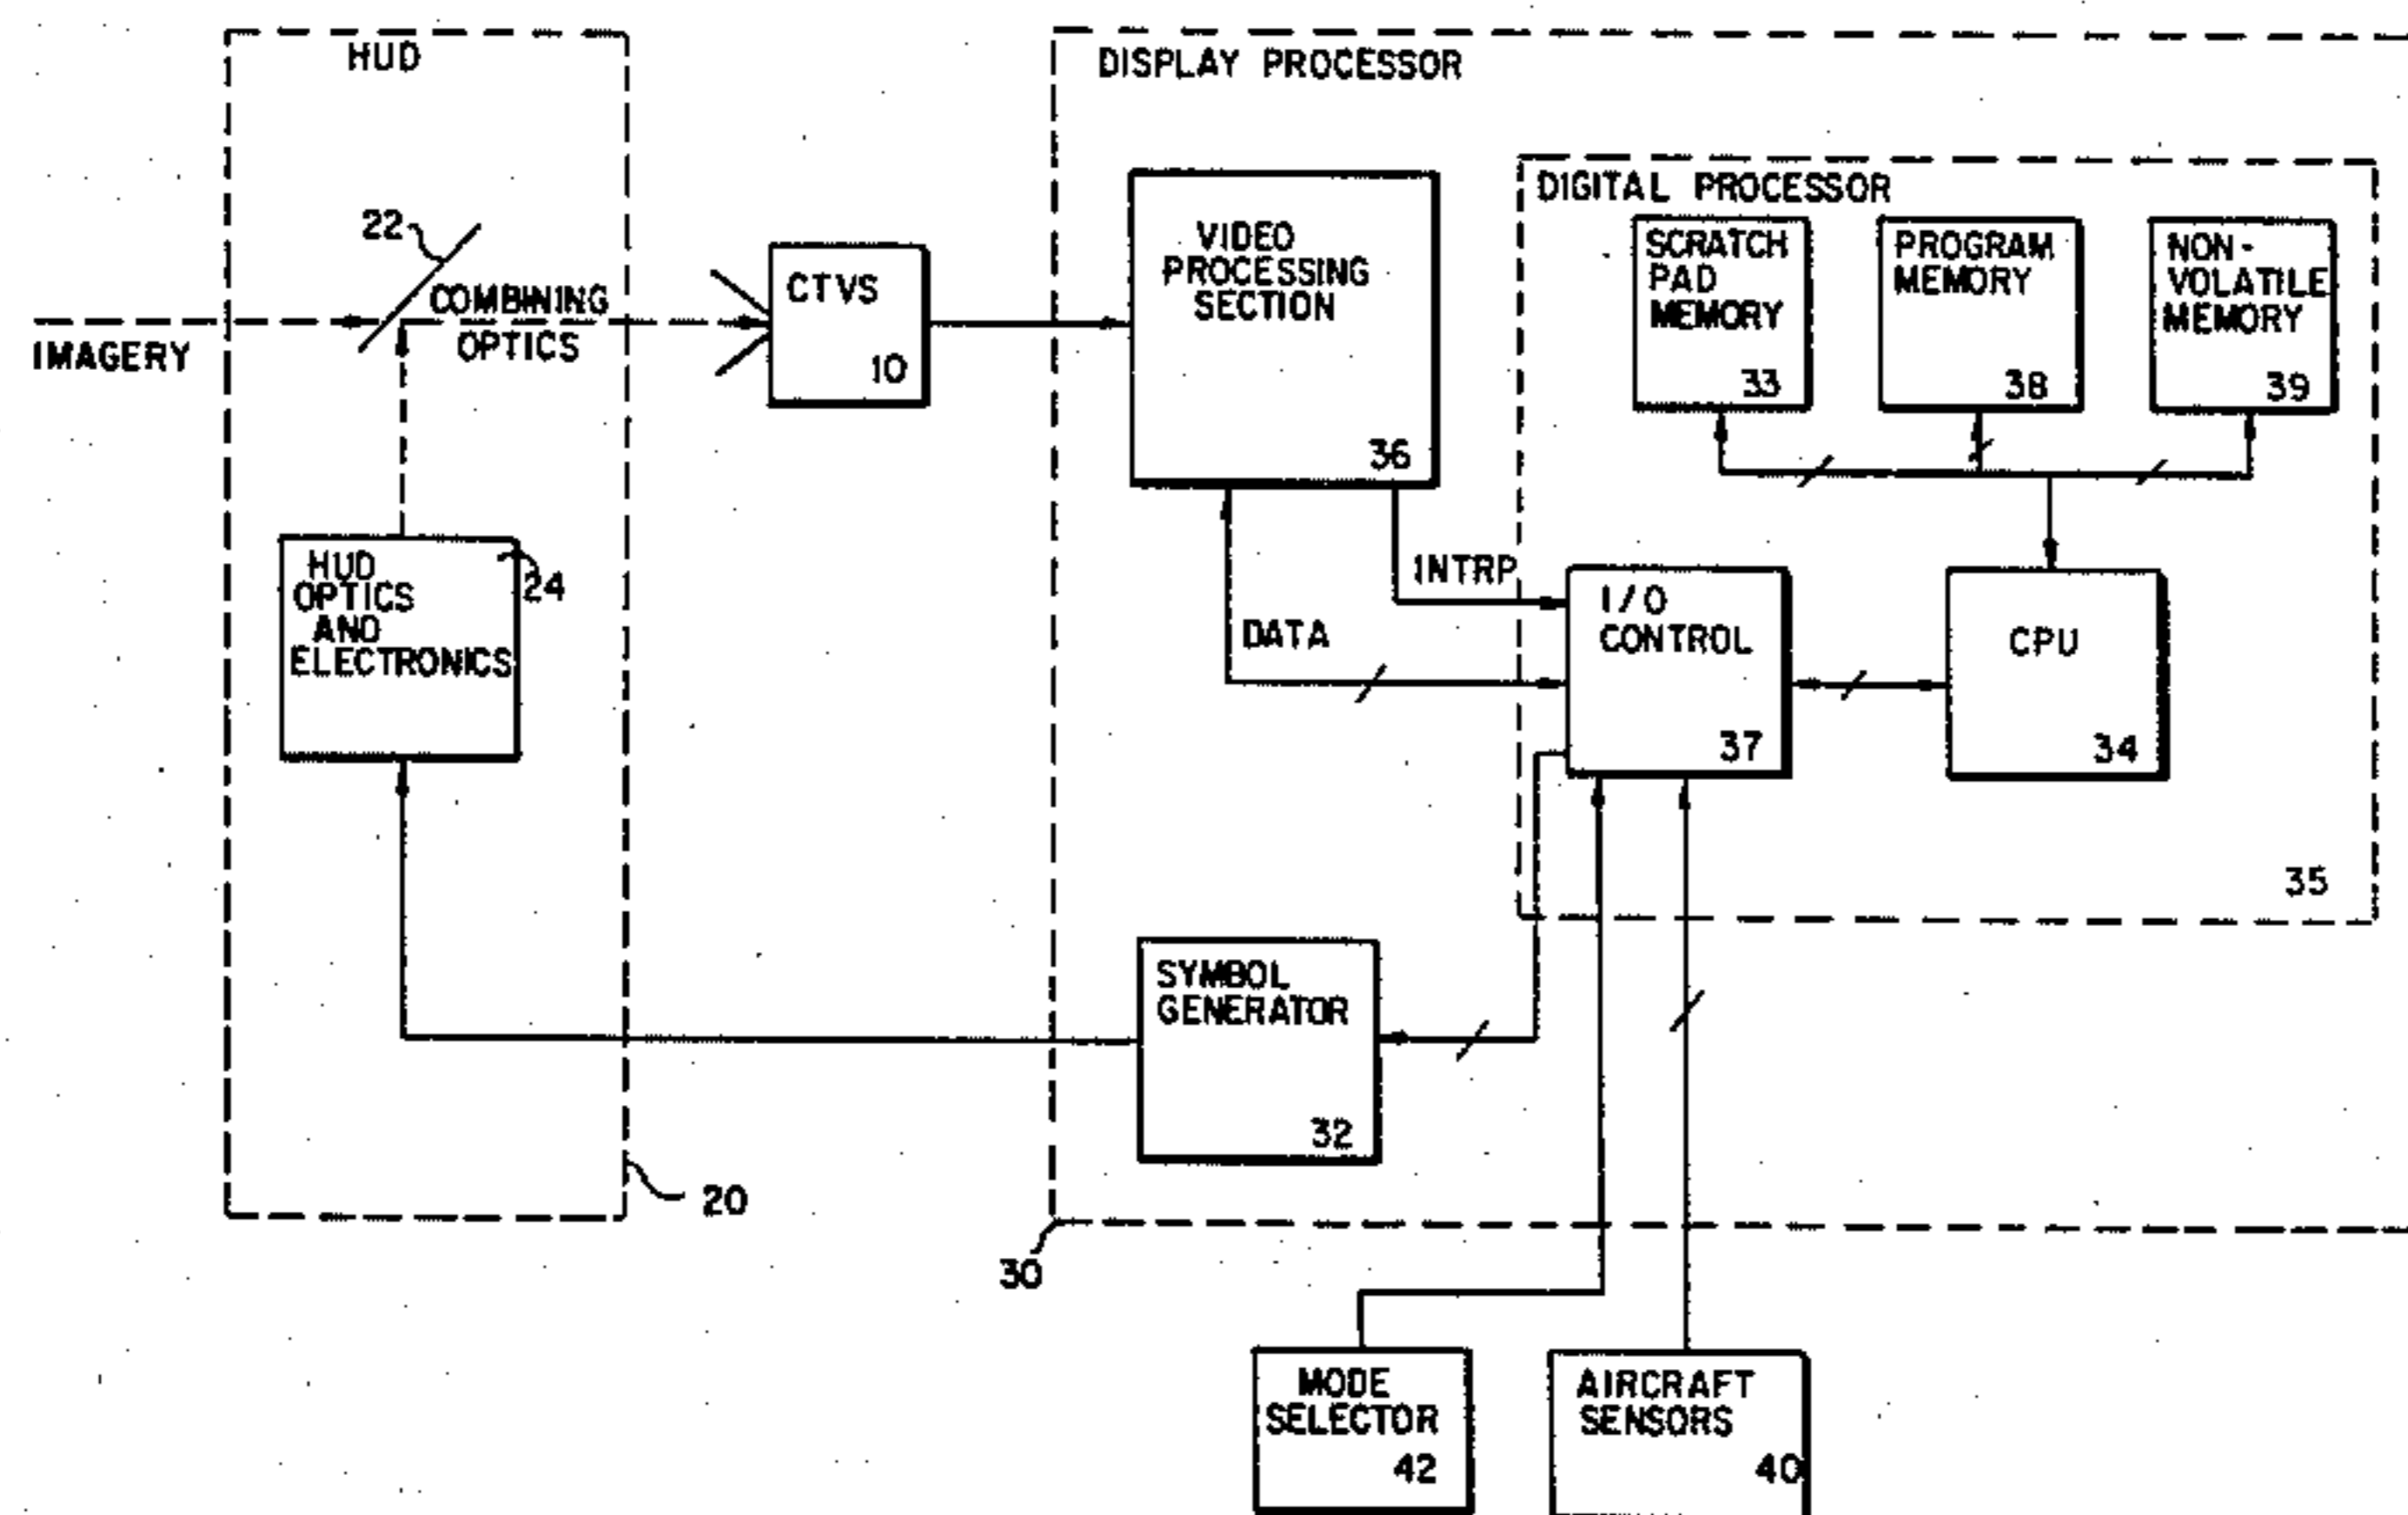 HUD
DISPLAY PROCESSOR
DIGITAL PROCESSOR
22
COMBINING
OPTICS
IMAGERY
CTVS
10
VIDEO
PROCESSING
SECTION
36
SCRATCH
PAD
MEMORY
33
PROGRAM
MEMORY
38
NON-
VOLATILE
MEMORY
39
HUD
OPTICS
AND
ELECTRONICS
24
INTRP
DATA
I/O
CONTROL
37
CPU
34
35
SYMBOL
GENERATOR
32
20
30
MODE
SELECTOR
42
AIRCRAFT
SENSORS
40